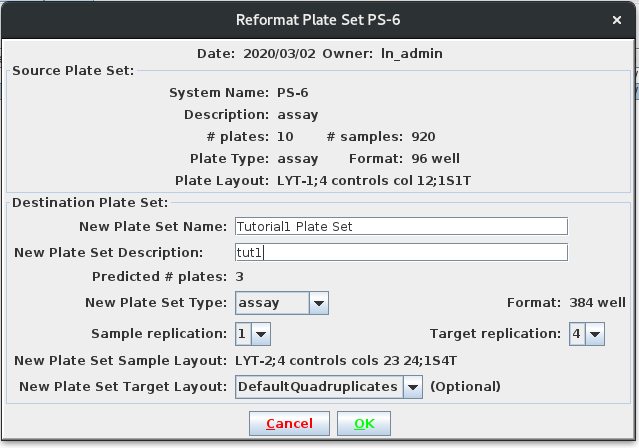 Reformat Plate Set PS-6
Date: 2020/03/02 Owner: ln_admin
Source Plate Set:
System Name: PS-6
Description: assay
# plates: 10 # samples: 920
Plate Type: assay Format: 96 well
Plate Layout: LYT-1;4 controls col 12;1S1T
Destination Plate Set:
New Plate Set Name: Tutorial1 Plate Set
New Plate Set Description: tut1
Predicted # plates: 3
New Plate Set Type: assay Format: 384 well
Sample replication: 1 Target replication: 4
New Plate Set Sample Layout: LYT-2;4 controls cols 23 24;1S4T
New Plate Set Target Layout: DefaultQuadruplicates (Optional)
Cancel OK